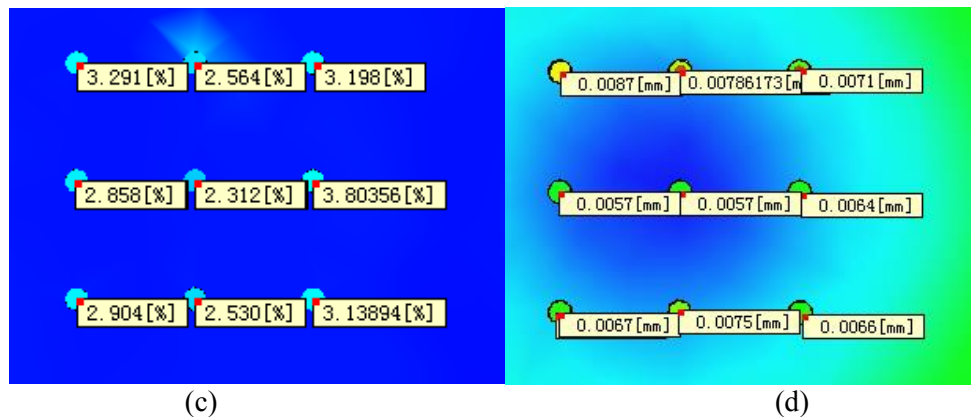 3.291[%] 2.564[%] 3.198[%]
2.858[%] 2.312[%] 3.80356[%]
2.904[%] 2.530[%] 3.13894[%]
(c)
0.0087[mm] 0.00786173[m 0.0071[mm]
0.0057[mm] 0.0057[mm] 0.0064[mm]
0.0067[mm] 0.0075[mm] 0.0066[mm]
(d)